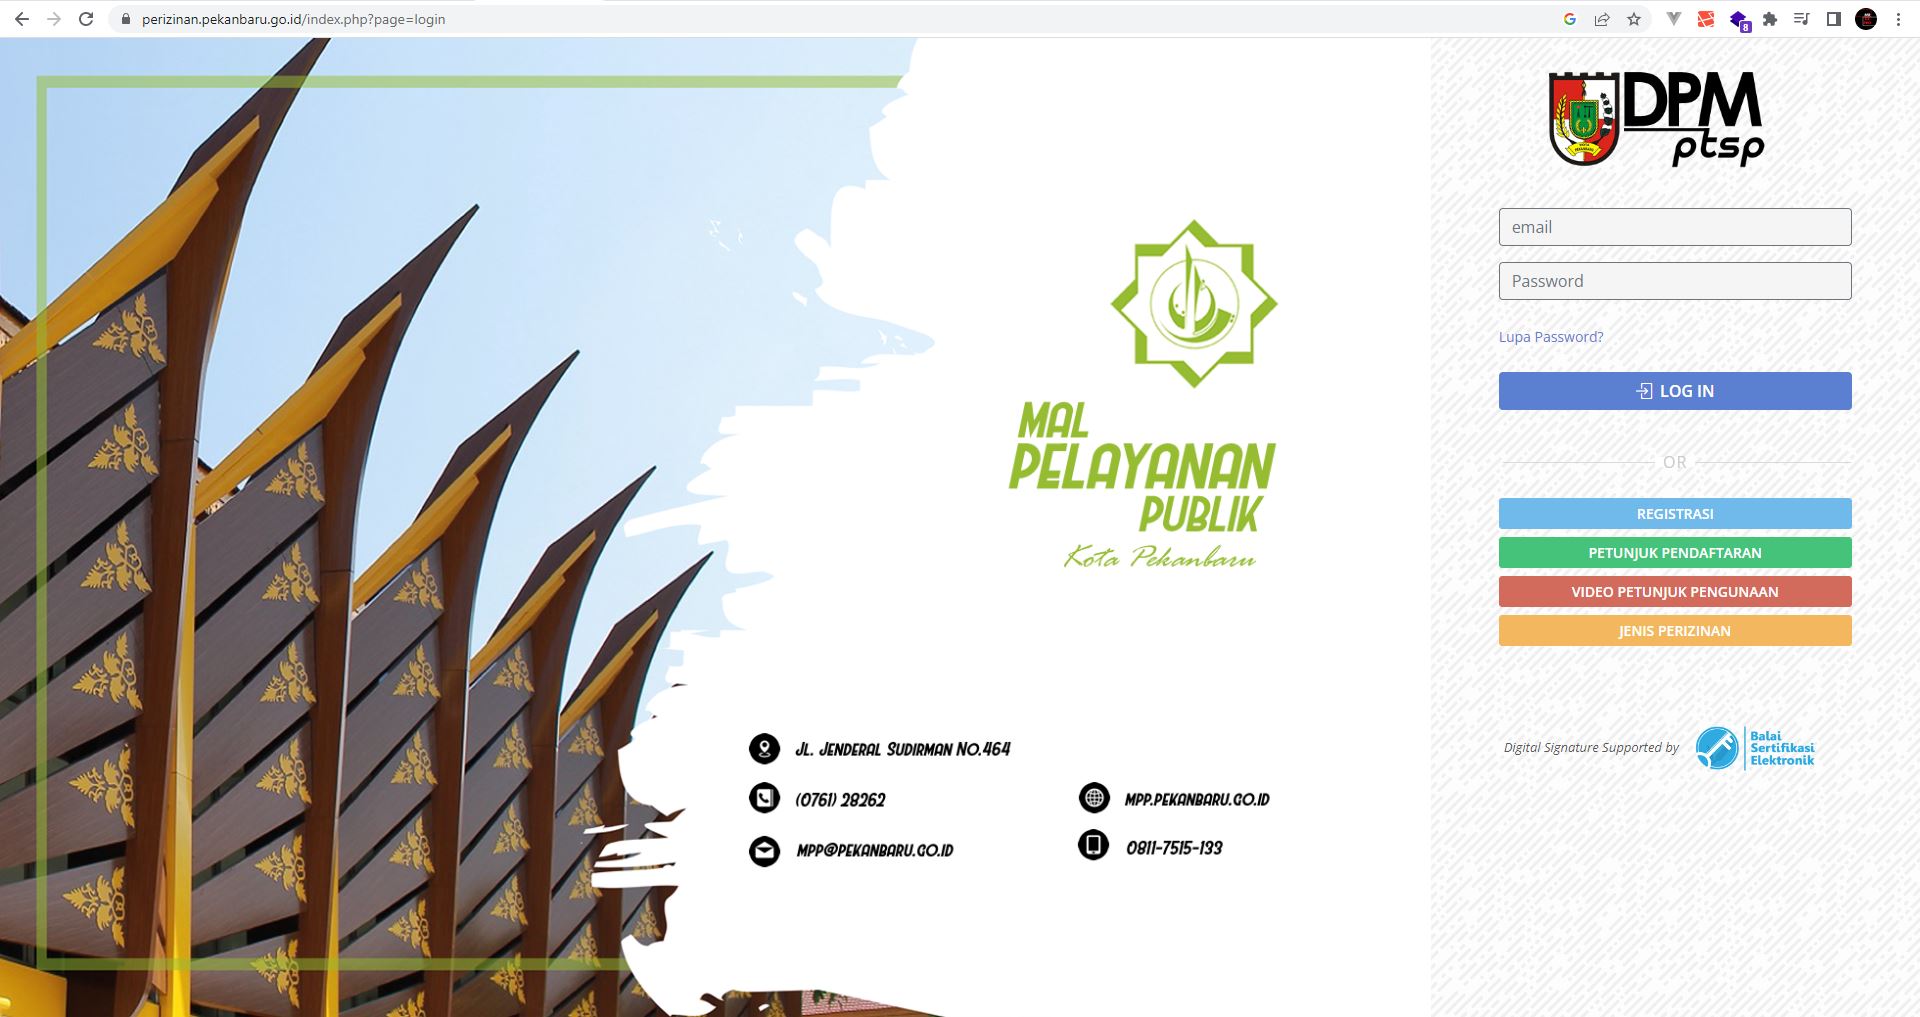 perizinan.pekanbaru.go.id/index.php?page=login
8
DPM
ptsp
email
Password
Lupa Password?
LOG IN
OR
REGISTRASI
PETUNJUK PENDAFTARAN
VIDEO PETUNJUK PENGUNAAN
JENIS PERIZINAN
Digital Signature Supported by
Balai
Sertifikasi
Elektronik
MAL
PELAYANAN
PUBLIK
Kota Pekanbaru
JL. JENDERAL SUDIRMAN NO.464
(0761) 28262
MPP@PEKANBARU.GO.ID
MPP.PEKANBARU.GO.ID
0811-7515-133